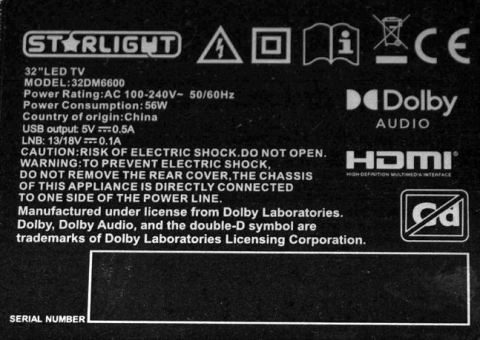 STARLIGHT
32"LED TV
MODEL:32DM6600
Power Rating:AC 100-240V~ 50/60Hz
Power Consumption:56W
Country of origin:China
USB output: 5V⎓0.5A
LNB: 13/18V⎓0.1A
CAUTION:RISK OF ELECTRIC SHOCK.DO NOT OPEN.
WARNING:TO PREVENT ELECTRIC SHOCK,
DO NOT REMOVE THE REAR COVER,THE CHASSIS
OF THIS APPLIANCE IS DIRECTLY CONNECTED
TO ONE SIDE OF THE POWER LINE.
Manufactured under license from Dolby Laboratories.
Dolby, Dolby Audio, and the double-D symbol are
trademarks of Dolby Laboratories Licensing Corporation.
CE
Dolby
AUDIO
HDMI®
HIGH-DEFINITION MULTIMEDIA INTERFACE
Cd
SERIAL NUMBER